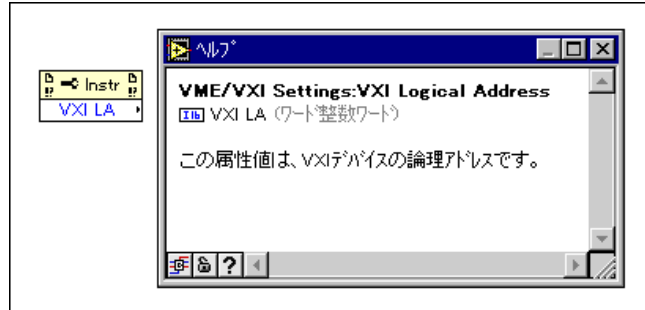 Instr
VXI LA
ﾍﾙﾌﾟ
VME/VXI Settings:VXI Logical Address
I16 VXI LA (ﾜｰﾄﾞ整数ﾜｰﾄﾞ)
この属性値は、VXIﾃﾞﾊﾞｲｽの論理ｱﾄﾞﾚｽです。
?